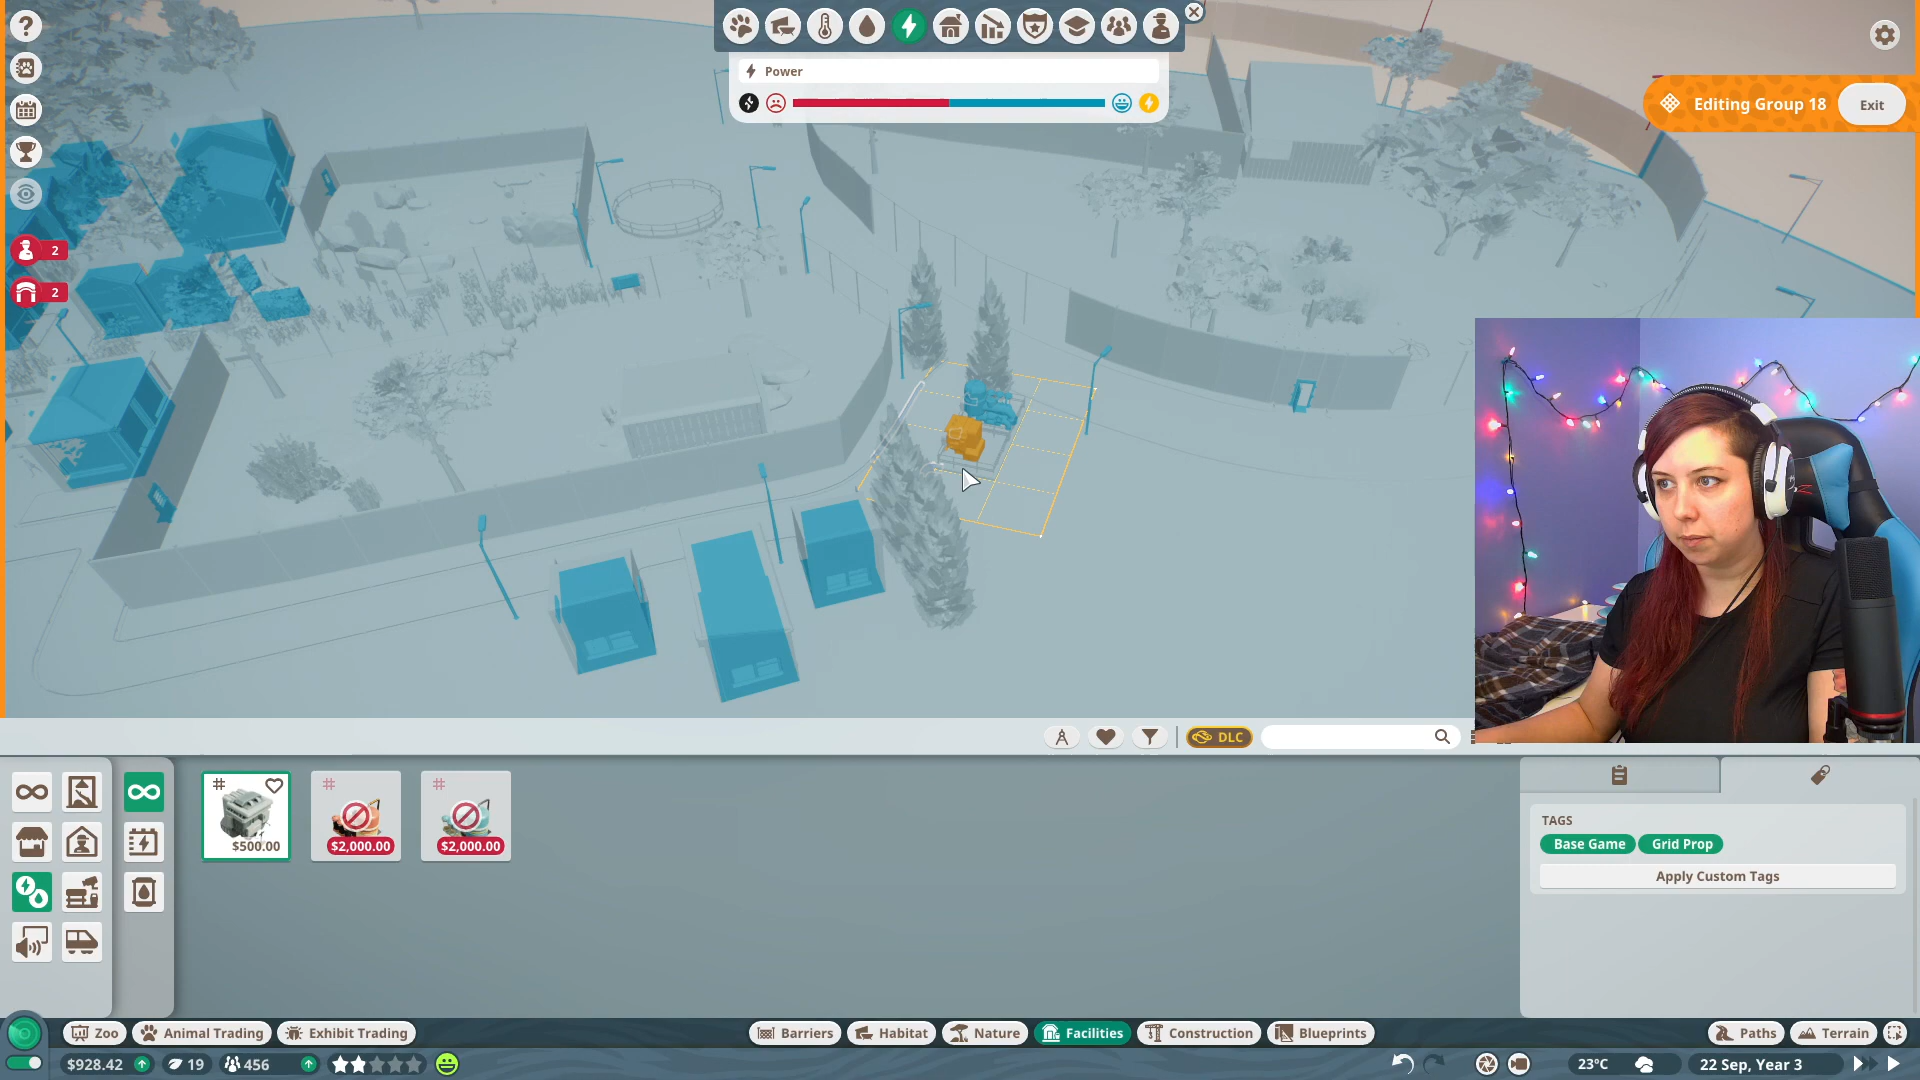 ?
Power
Editing Group 18
Exit
2
2
DLC
$500.00
$2,000.00
$2,000.00
TAGS
Base Game
Grid Prop
Apply Custom Tags
Zoo
Animal Trading
Exhibit Trading
Barriers
Habitat
Nature
Facilities
Construction
Blueprints
Paths
Terrain
$928.42
19
456
23°C
22 Sep, Year 3